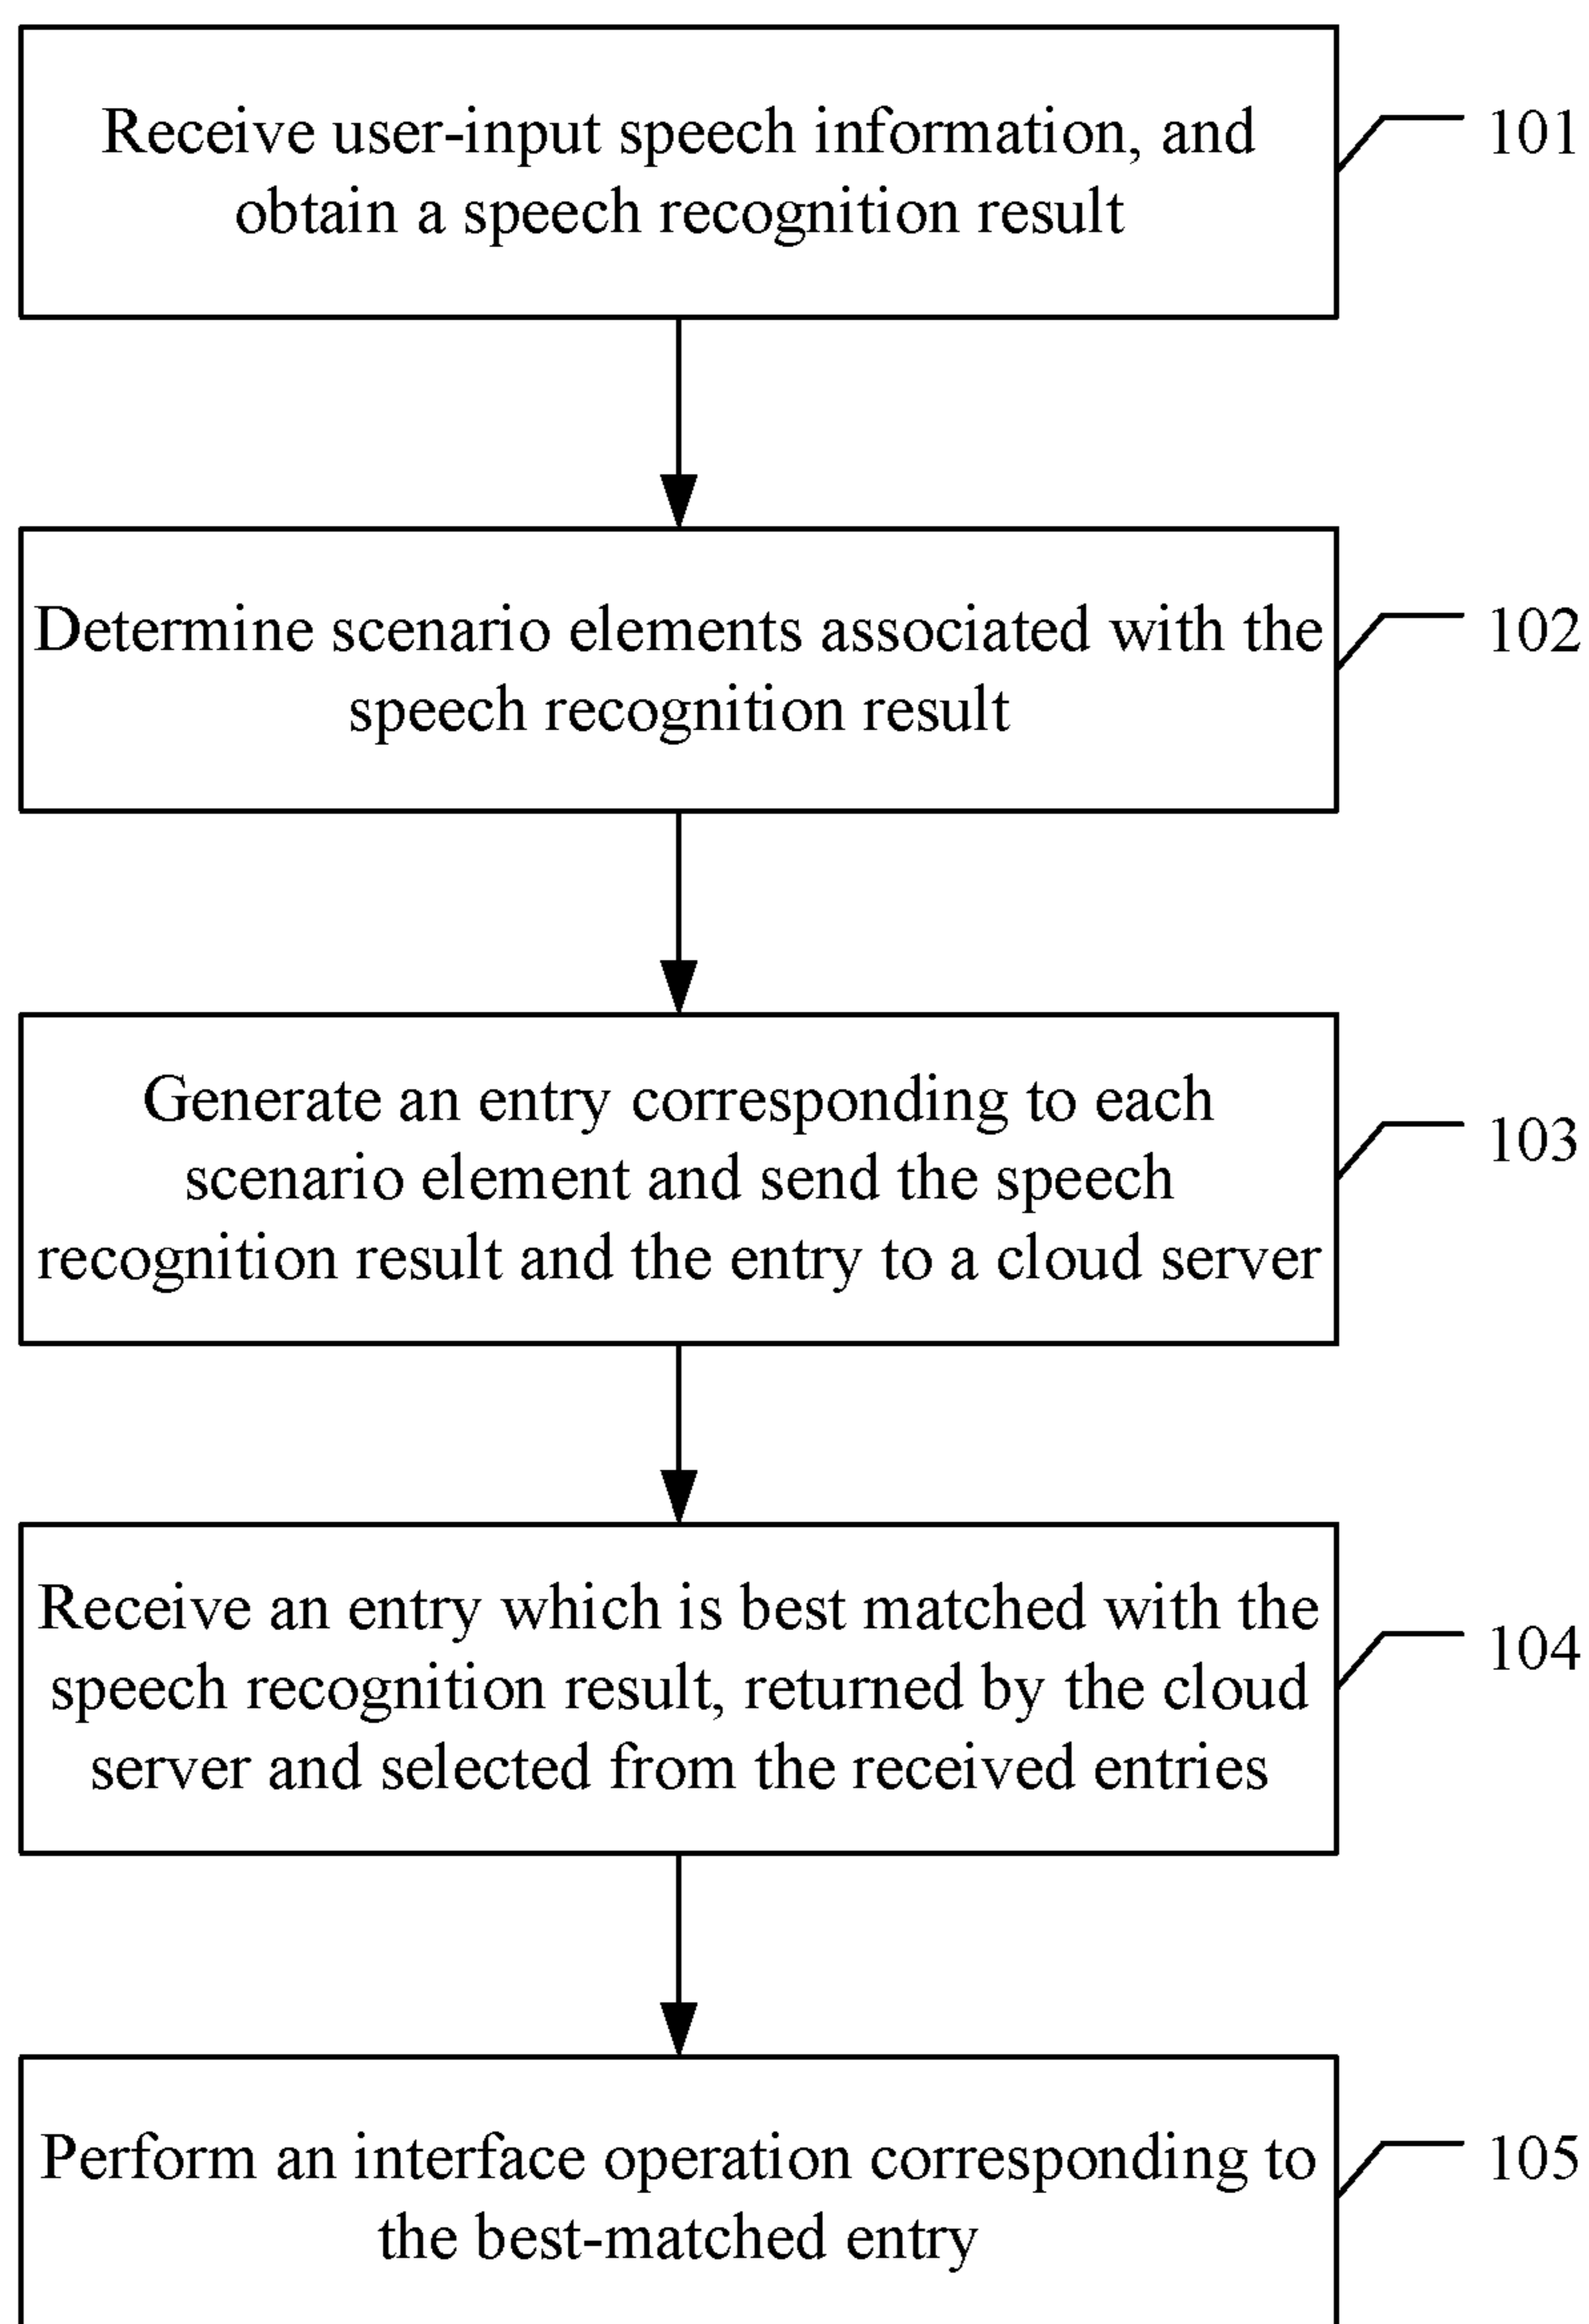 Receive user-input speech information, and
obtain a speech recognition result
101
Determine scenario elements associated with the
speech recognition result
102
Generate an entry corresponding to each
scenario element and send the speech
recognition result and the entry to a cloud server
103
Receive an entry which is best matched with the
speech recognition result, returned by the cloud
server and selected from the received entries
104
Perform an interface operation corresponding to
the best-matched entry
105